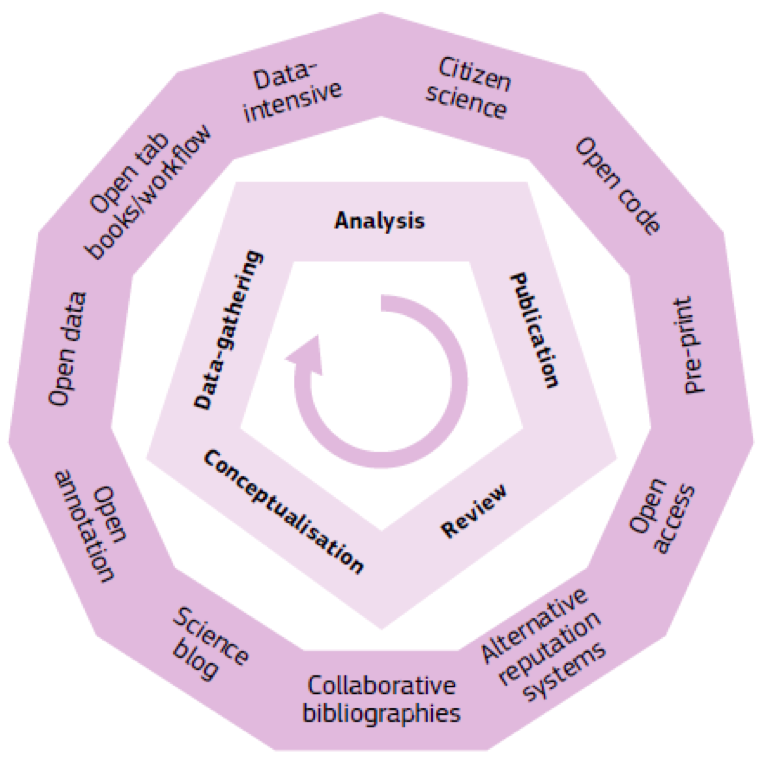 Data-
intensive
Citizen
science
Open code
Pre-print
Open
access
Alternative
reputation
systems
Collaborative
bibliographies
Science
blog
Open
annotation
Open data
Open tab
books/workflow
Analysis
Publication
Review
Conceptualisation
Data-gathering